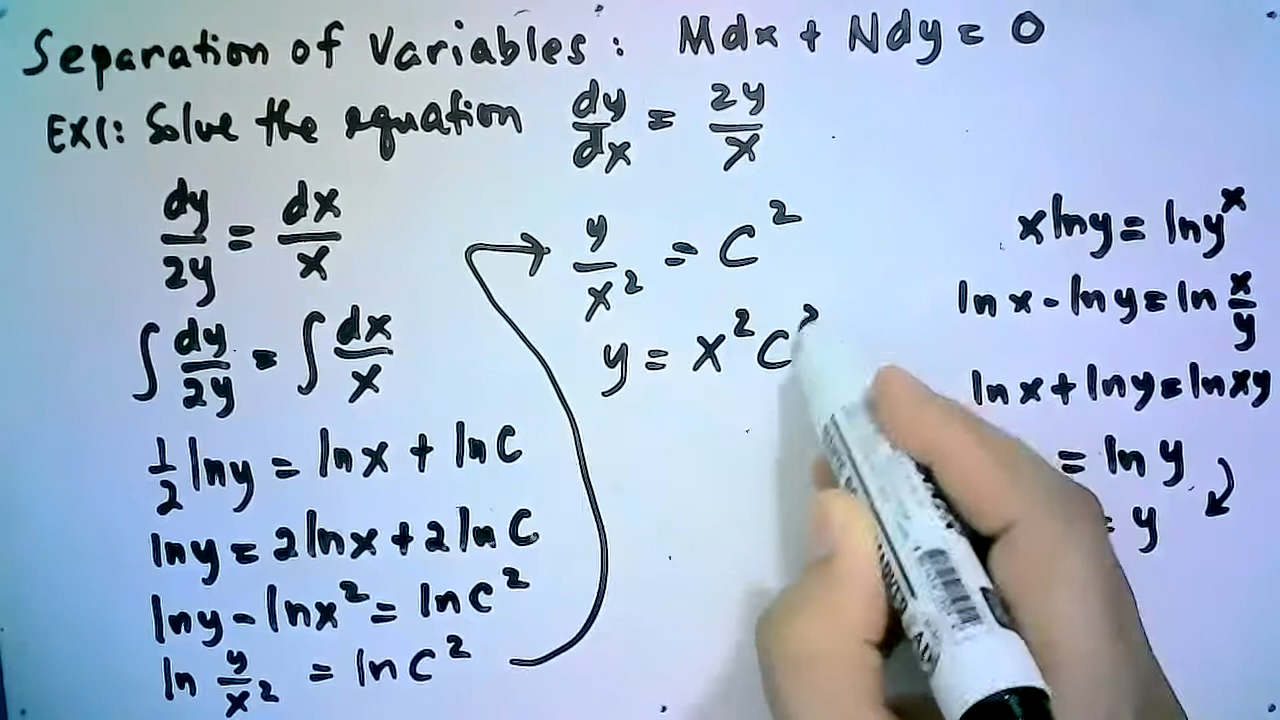 Separation of Variables: Mdx + Ndy = 0
EX1: Solve the equation dy/dx = 2y/x
dy/2y = dx/x
∫ dy/2y = ∫ dx/x
1/2 ln y = ln x + ln C
ln y = 2 ln x + 2 ln C
ln y - ln x² = ln C²
ln y/x² = ln C²
y/x² = C²
y = x² C²
x ln y = ln y^x
ln x - ln y = ln x/y
ln x + ln y = ln xy
= ln y
= y